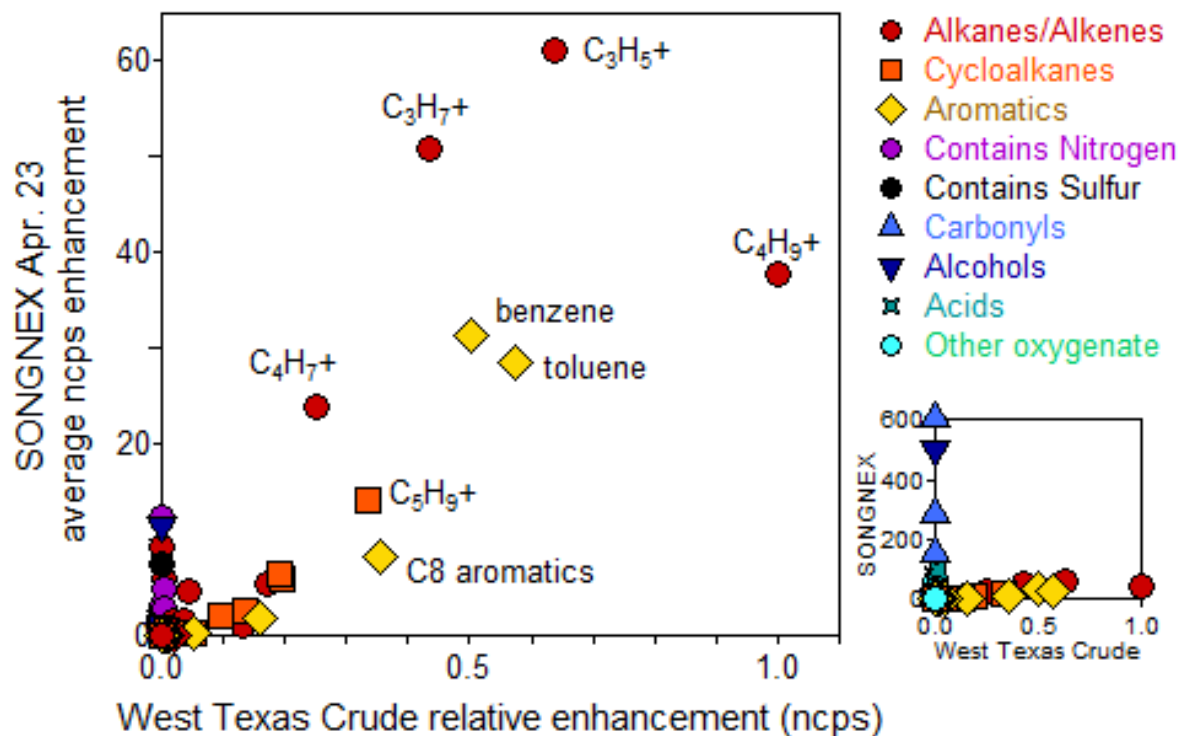 SONGNEX Apr. 23
average ncps enhancement
60
40
20
0
0.0
0.5
1.0
West Texas Crude relative enhancement (ncps)
C₃H₅+
C₃H₇+
C₄H₉+
benzene
toluene
C₄H₇+
C₅H₉+
C8 aromatics
Alkanes/Alkenes
Cycloalkanes
Aromatics
Contains Nitrogen
Contains Sulfur
Carbonyls
Alcohols
Acids
Other oxygenate
SONGNEX
600
400
200
0
0.0
0.5
1.0
West Texas Crude